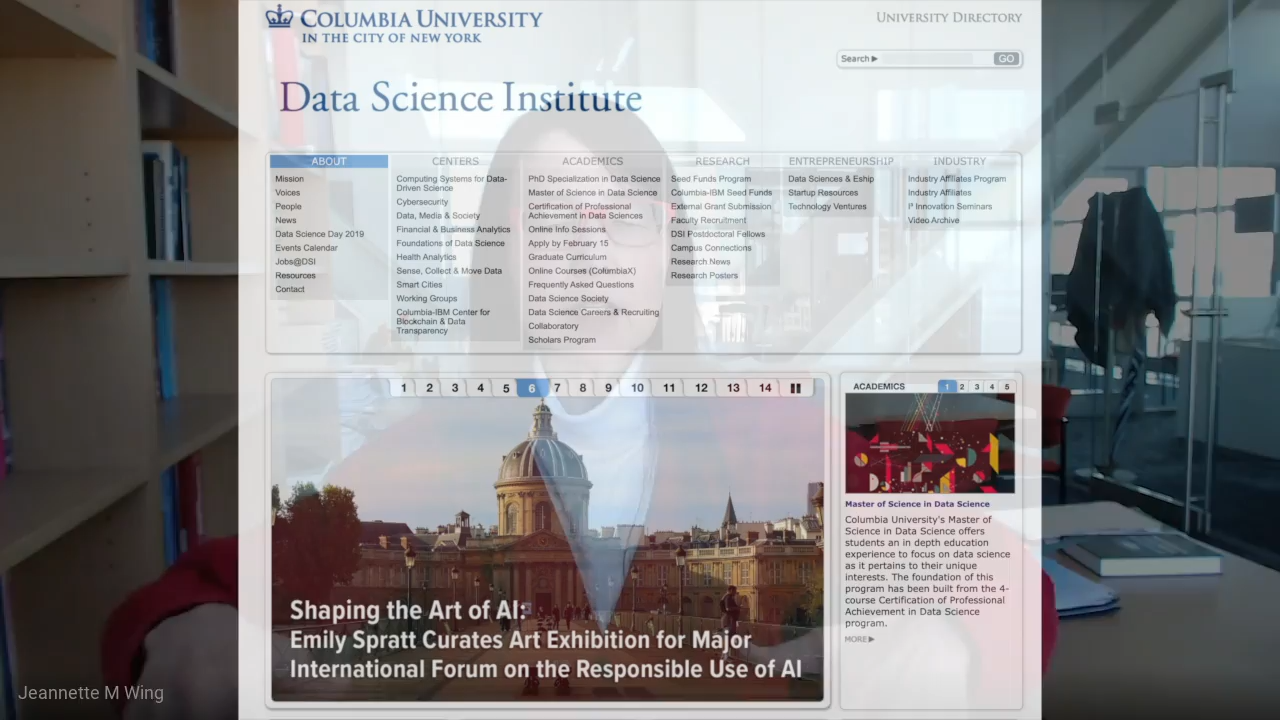 COLUMBIA UNIVERSITY
IN THE CITY OF NEW YORK
UNIVERSITY DIRECTORY
Search
GO
Data Science Institute
ABOUT
Mission
Voices
People
News
Data Science Day 2019
Events Calendar
Jobs@DSI
Resources
Contact
CENTERS
Computing Systems for Data-
Driven Science
Cybersecurity
Data, Media & Society
Financial & Business Analytics
Foundations of Data Science
Health Analytics
Sense, Collect & Move Data
Smart Cities
Working Groups
Columbia-IBM Center for
Blockchain & Data
Transparency
ACADEMICS
PhD Specialization in Data Science
Master of Science in Data Science
Certification of Professional
Achievement in Data Sciences
Online Info Sessions
Apply by February 15
Graduate Curriculum
Online Courses (ColumbiaX)
Frequently Asked Questions
Data Science Society
Data Science Careers & Recruiting
Collaboratory
Scholars Program
RESEARCH
Seed Funds Program
Columbia-IBM Seed Funds
External Grant Submission
Faculty Recruitment
DSI Postdoctoral Fellows
Campus Connections
Research News
Research Posters
ENTREPRENEURSHIP
Data Sciences & Eship
Startup Resources
Technology Ventures
INDUSTRY
Industry Affiliates Program
Industry Affiliates
I³ Innovation Seminars
Video Archive
1 2 3 4 5 6 7 8 9 10 11 12 13 14
Shaping the Art of AI:
Emily Spratt Curates Art Exhibition for Major
International Forum on the Responsible Use of AI
ACADEMICS 1 2 3 4 5
Master of Science in Data Science
Columbia University's Master of
Science in Data Science offers
students an in depth education
experience to focus on data science
as it pertains to their unique
interests. The foundation of this
program has been built from the 4-
course Certification of Professional
Achievement in Data Science
program.
MORE
Jeannette M Wing